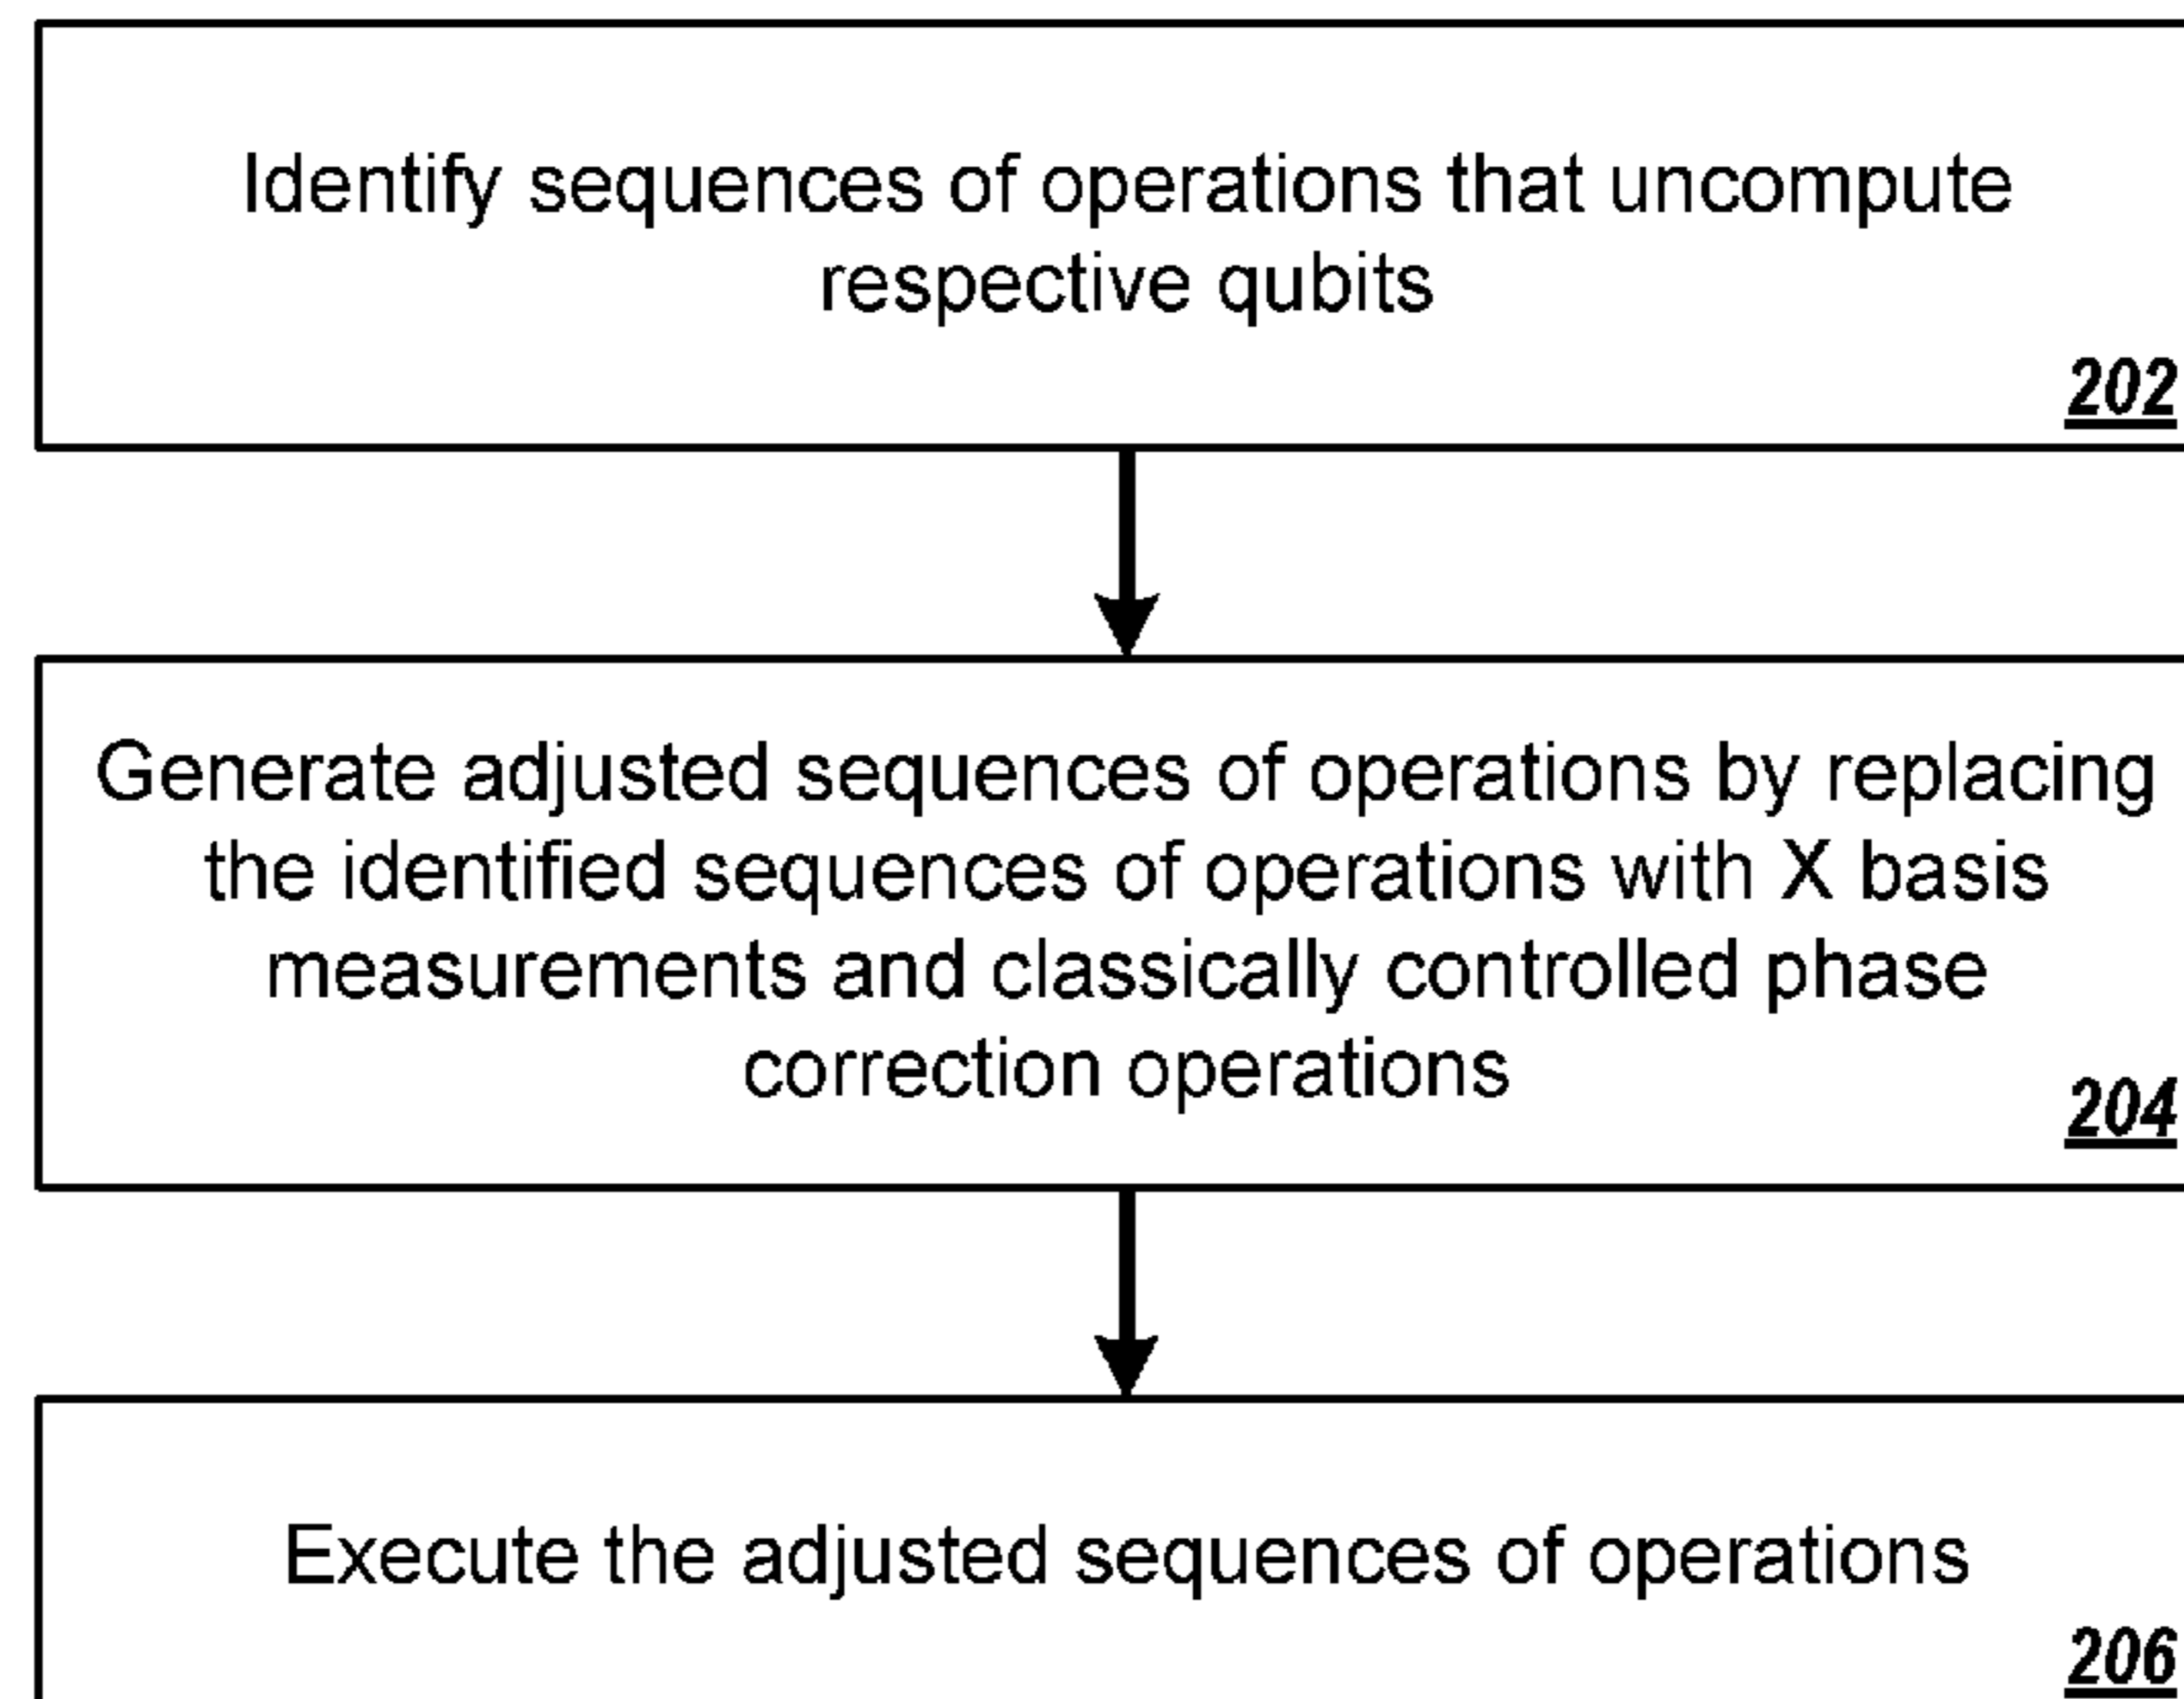 Identify sequences of operations that uncompute
respective qubits
202
Generate adjusted sequences of operations by replacing
the identified sequences of operations with X basis
measurements and classically controlled phase
correction operations
204
Execute the adjusted sequences of operations
206